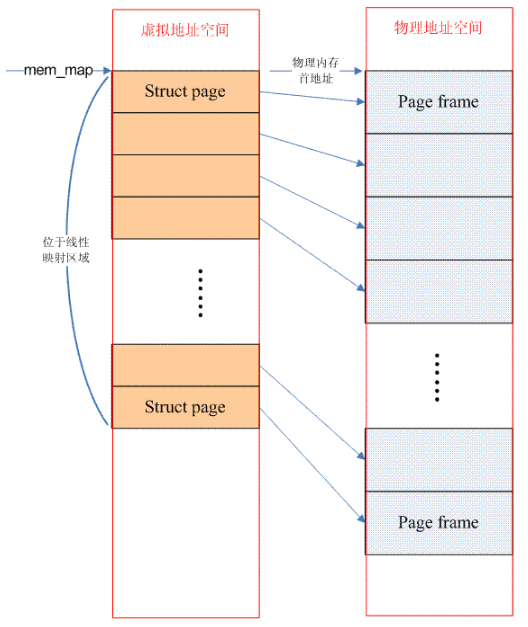 虚拟地址空间
物理地址空间
mem_map
物理内存
首地址
Struct page
Page frame
位于线性
映射区域
Struct page
Page frame